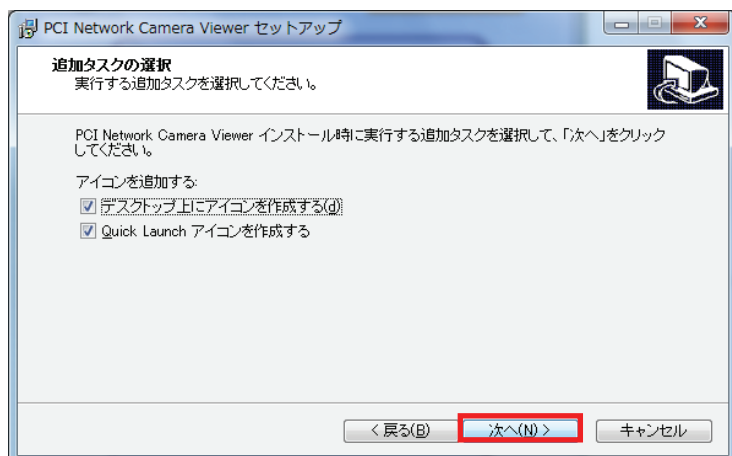 PCI Network Camera Viewer セットアップ
追加タスクの選択
実行する追加タスクを選択してください。
PCI Network Camera Viewer インストール時に実行する追加タスクを選択して、「次へ」をクリック
してください。
アイコンを追加する:
デスクトップ上にアイコンを作成する(d)
Quick Launch アイコンを作成する
< 戻る(B)
次へ(N) >
キャンセル